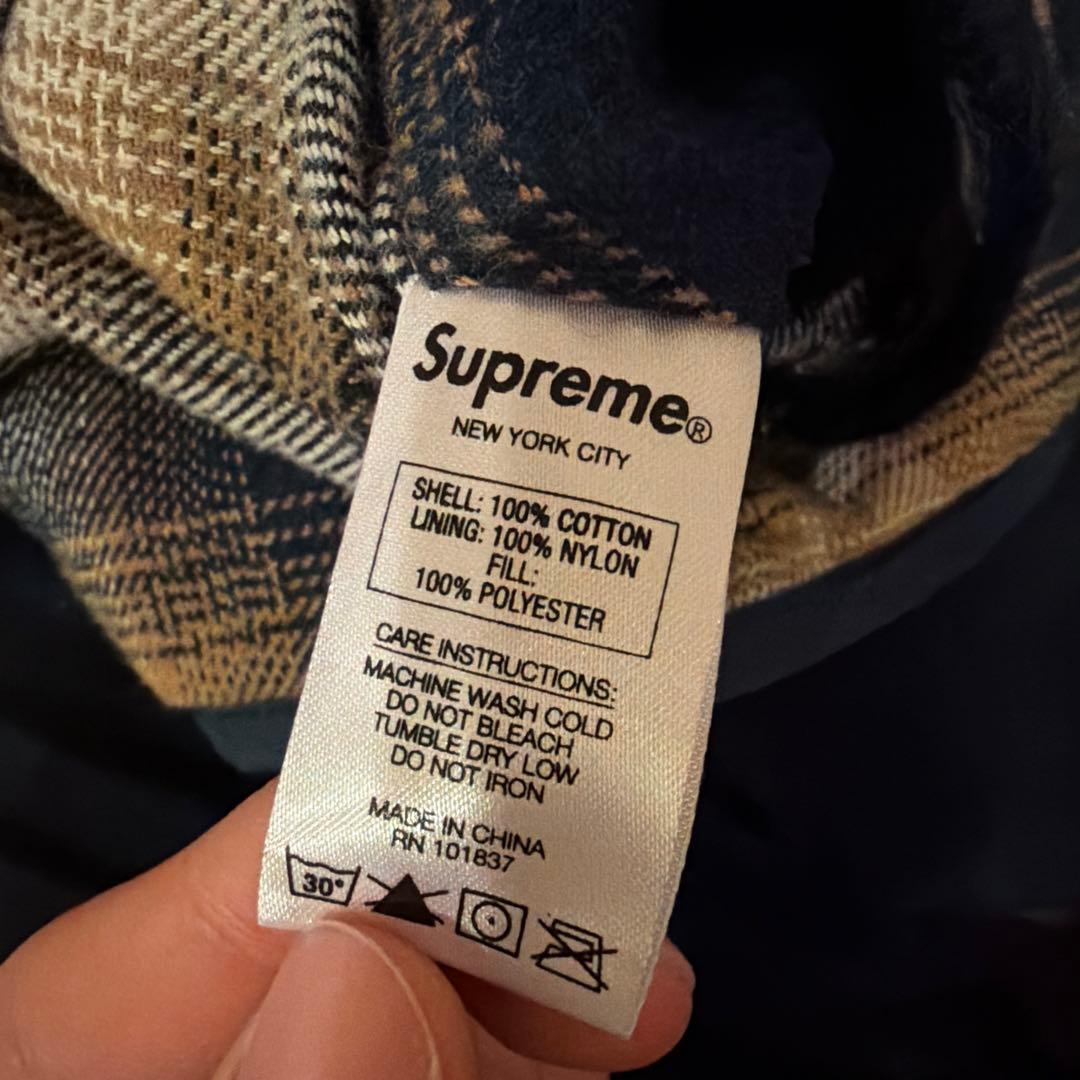 Supreme®
NEW YORK CITY
SHELL: 100% COTTON
LINING: 100% NYLON
FILL:
100% POLYESTER
CARE INSTRUCTIONS:
MACHINE WASH COLD
DO NOT BLEACH
TUMBLE DRY LOW
DO NOT IRON
MADE IN CHINA
RN 101837
30°